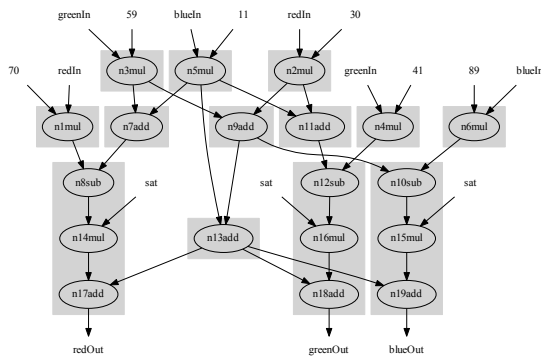 greenIn 59 blueIn 11 redIn 30
70 redIn n3mul n5mul n2mul greenIn 41 89 blueIn
n1mul n7add n9add n11add n4mul n6mul
n8sub sat sat n12sub n10sub sat
n14mul n13add n16mul n15mul
n17add n18add n19add
redOut greenOut blueOut